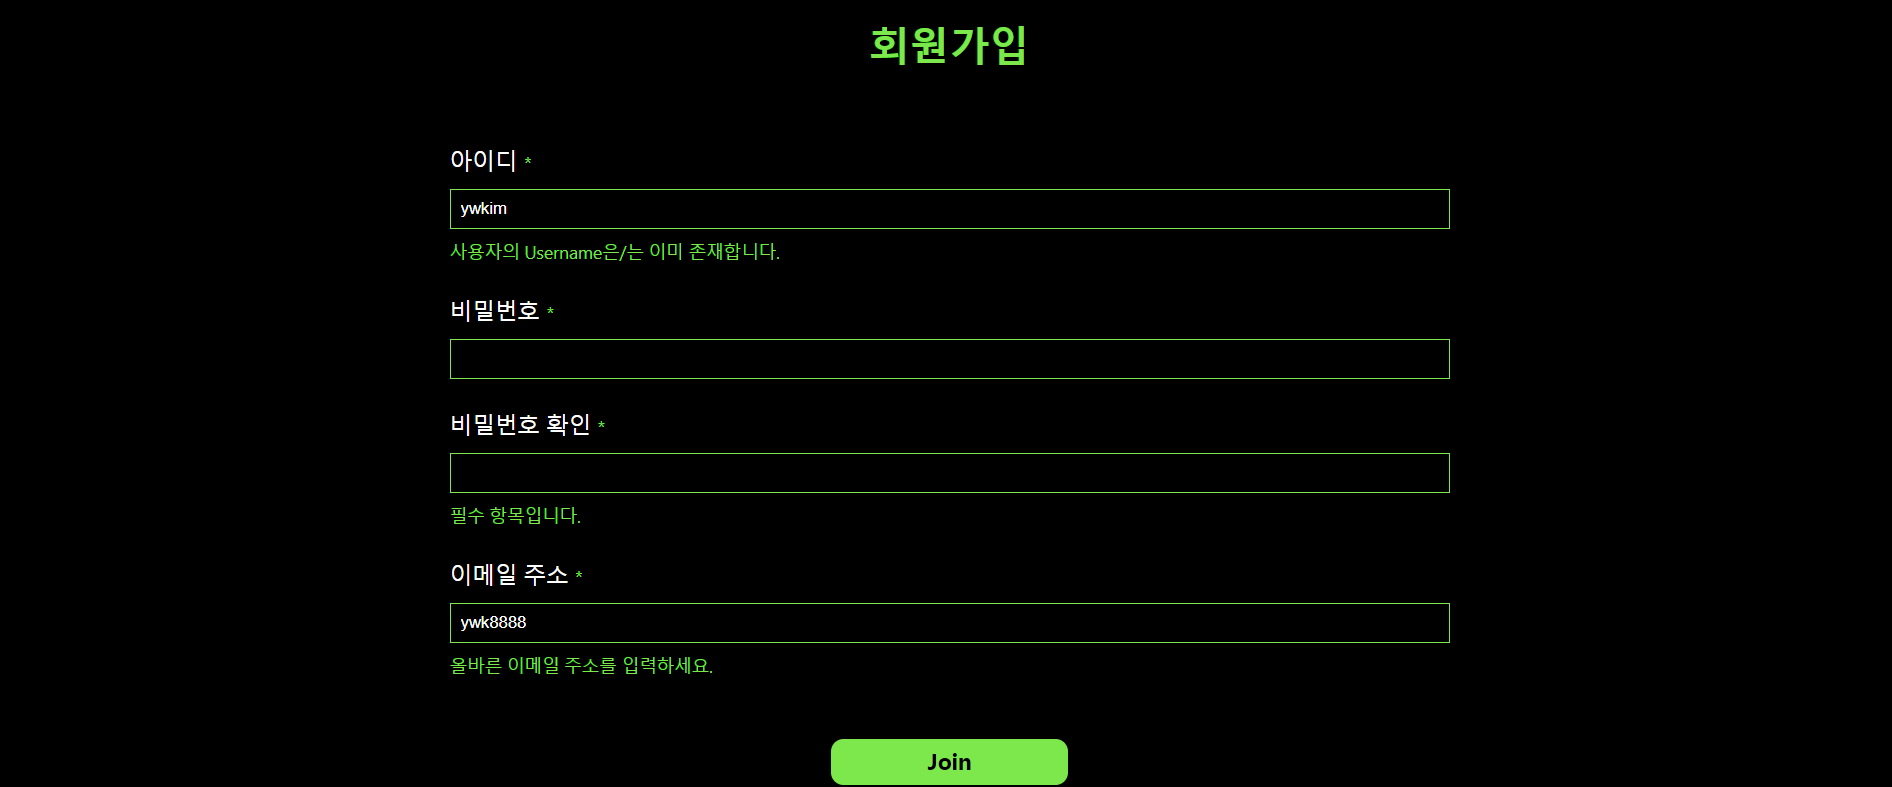 회원가입
아이디 *
ywkim
사용자의 Username은/는 이미 존재합니다.
비밀번호 *
비밀번호 확인 *
필수 항목입니다.
이메일 주소 *
ywk8888
올바른 이메일 주소를 입력하세요.
Join